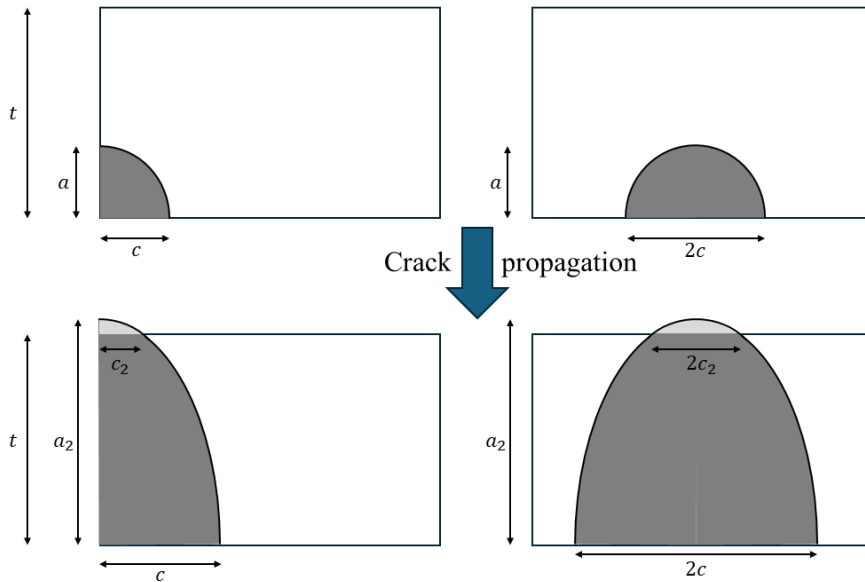 t
a
c
a
2c
Crack propagation
t
a₂
c₂
c
a₂
2c₂
2c